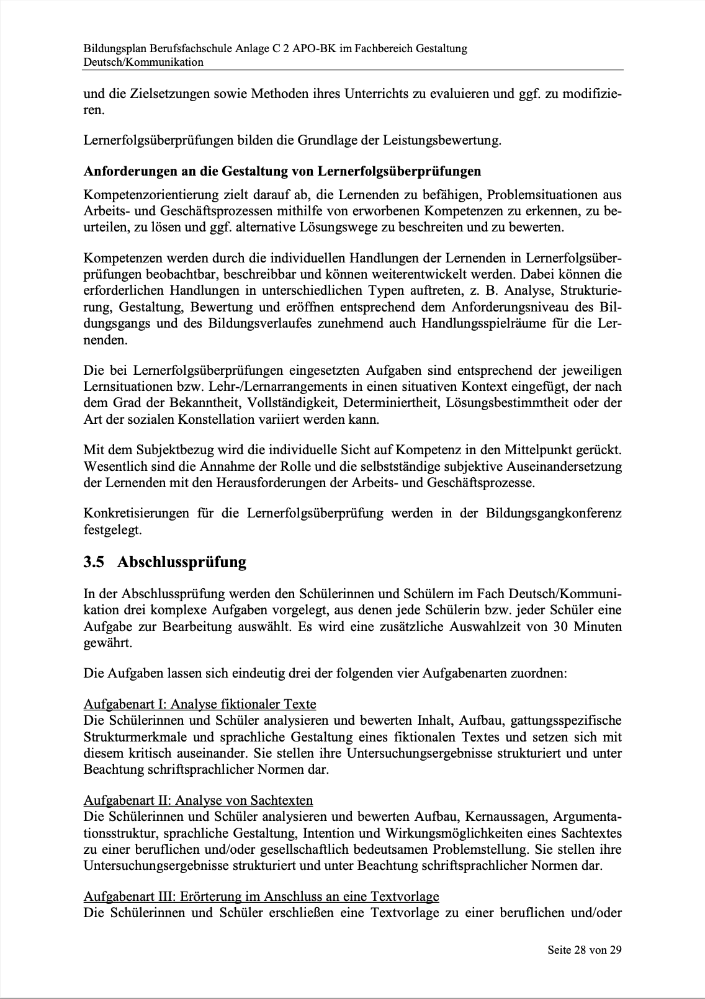 Bildungsplan Berufsfachschule Anlage C 2 APO-BK im Fachbereich Gestaltung
Deutsch/Kommunikation
und die Zielsetzungen sowie Methoden ihres Unterrichts zu evaluieren und ggf. zu modifizie-
ren.
Lernerfolgsüberprüfungen bilden die Grundlage der Leistungsbewertung.
Anforderungen an die Gestaltung von Lernerfolgsüberprüfungen
Kompetenzorientierung zielt darauf ab, die Lernenden zu befähigen, Problemsituationen aus
Arbeits- und Geschäftsprozessen mithilfe von erworbenen Kompetenzen zu erkennen, zu be-
urteilen, zu lösen und ggf. alternative Lösungswege zu beschreiten und zu bewerten.
Kompetenzen werden durch die individuellen Handlungen der Lernenden in Lernerfolgsüber-
prüfungen beobachtbar, beschreibbar und können weiterentwickelt werden. Dabei können die
erforderlichen Handlungen in unterschiedlichen Typen auftreten, z. B. Analyse, Strukturie-
rung, Gestaltung, Bewertung und eröffnen entsprechend dem Anforderungsniveau des Bil-
dungsgangs und des Bildungsverlaufes zunehmend auch Handlungsspielräume für die Ler-
nenden.
Die bei Lernerfolgsüberprüfungen eingesetzten Aufgaben sind entsprechend der jeweiligen
Lernsituationen bzw. Lehr-/Lernarrangements in einen situativen Kontext eingefügt, der nach
dem Grad der Bekanntheit, Vollständigkeit, Determiniertheit, Lösungsbestimmtheit oder der
Art der sozialen Konstellation variiert werden kann.
Mit dem Subjektbezug wird die individuelle Sicht auf Kompetenz in den Mittelpunkt gerückt.
Wesentlich sind die Annahme der Rolle und die selbstständige subjektive Auseinandersetzung
der Lernenden mit den Herausforderungen der Arbeits- und Geschäftsprozesse.
Konkretisierungen für die Lernerfolgsüberprüfung werden in der Bildungsgangkonferenz
festgelegt.
3.5 Abschlussprüfung
In der Abschlussprüfung werden den Schülerinnen und Schülern im Fach Deutsch/Kommuni-
kation drei komplexe Aufgaben vorgelegt, aus denen jede Schülerin bzw. jeder Schüler eine
Aufgabe zur Bearbeitung auswählt. Es wird eine zusätzliche Auswahlzeit von 30 Minuten
gewährt.
Die Aufgaben lassen sich eindeutig drei der folgenden vier Aufgabenarten zuordnen:
Aufgabenart I: Analyse fiktionaler Texte
Die Schülerinnen und Schüler analysieren und bewerten Inhalt, Aufbau, gattungsspezifische
Strukturmerkmale und sprachliche Gestaltung eines fiktionalen Textes und setzen sich mit
diesem kritisch auseinander. Sie stellen ihre Untersuchungsergebnisse strukturiert und unter
Beachtung schriftsprachlicher Normen dar.
Aufgabenart II: Analyse von Sachtexten
Die Schülerinnen und Schüler analysieren und bewerten Aufbau, Kernaussagen, Argumenta-
tionsstruktur, sprachliche Gestaltung, Intention und Wirkungsmöglichkeiten eines Sachtextes
zu einer beruflichen und/oder gesellschaftlich bedeutsamen Problemstellung. Sie stellen ihre
Untersuchungsergebnisse strukturiert und unter Beachtung schriftsprachlicher Normen dar.
Aufgabenart III: Erörterung im Anschluss an eine Textvorlage
Die Schülerinnen und Schüler erschließen eine Textvorlage zu einer beruflichen und/oder
Seite 28 von 29